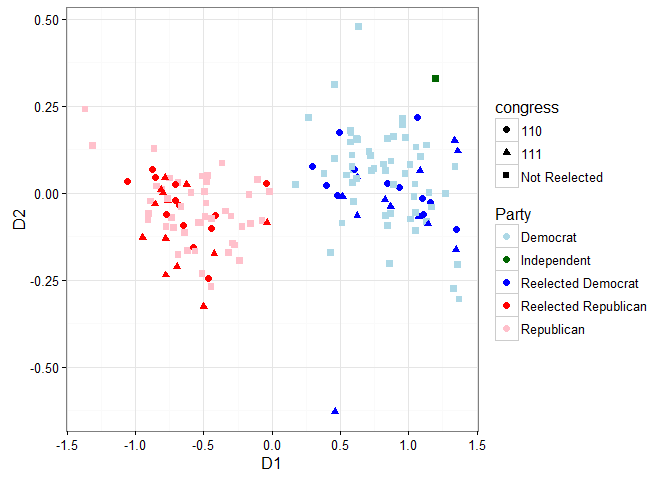 0.50
0.25
0.00
-0.25
-0.50
D2
-1.5 -1.0 -0.5 0.0 0.5 1.0 1.5
D1
congress
110
111
Not Reelected
Party
Democrat
Independent
Reelected Democrat
Reelected Republican
Republican